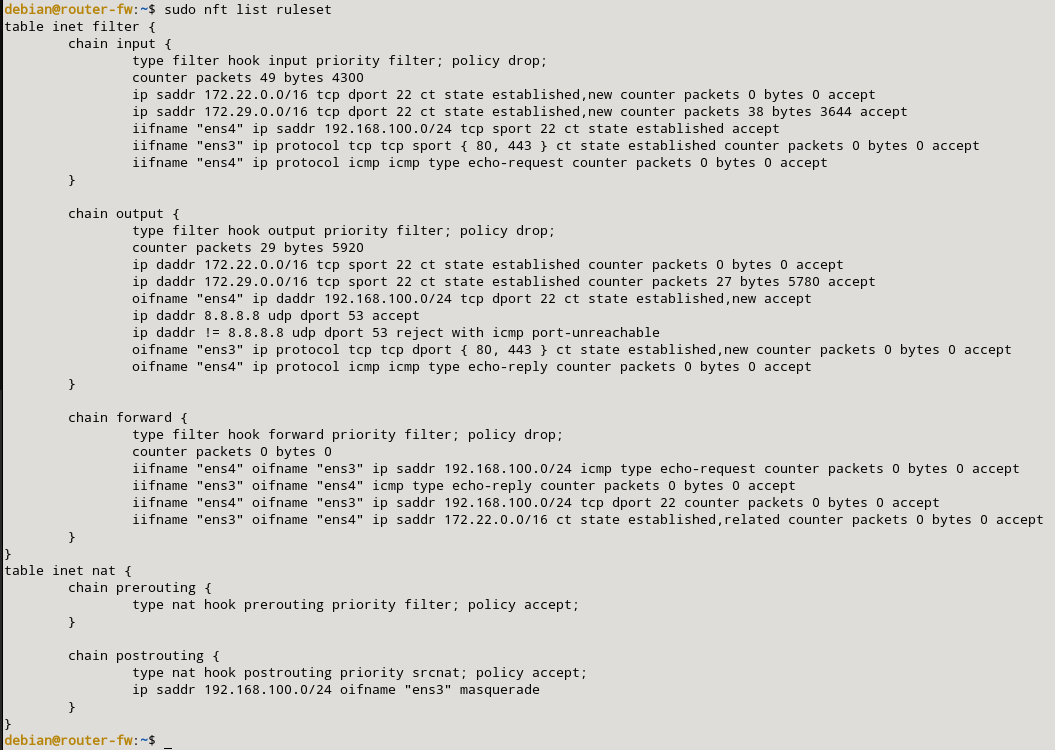 debian@router-fw:~$ sudo nft list ruleset
table inet filter {
        chain input {
                type filter hook input priority filter; policy drop;
                counter packets 49 bytes 4300
                ip saddr 172.22.0.0/16 tcp dport 22 ct state established,new counter packets 0 bytes 0 accept
                ip saddr 172.29.0.0/16 tcp dport 22 ct state established,new counter packets 38 bytes 3644 accept
                iifname "ens4" ip saddr 192.168.100.0/24 tcp sport 22 ct state established accept
                iifname "ens3" ip protocol tcp tcp sport { 80, 443 } ct state established counter packets 0 bytes 0 accept
                iifname "ens4" ip protocol icmp icmp type echo-request counter packets 0 bytes 0 accept
        }

        chain output {
                type filter hook output priority filter; policy drop;
                counter packets 29 bytes 5920
                ip daddr 172.22.0.0/16 tcp sport 22 ct state established counter packets 0 bytes 0 accept
                ip daddr 172.29.0.0/16 tcp sport 22 ct state established counter packets 27 bytes 5780 accept
                oifname "ens4" ip daddr 192.168.100.0/24 tcp dport 22 ct state established,new accept
                ip daddr 8.8.8.8 udp dport 53 accept
                ip daddr != 8.8.8.8 udp dport 53 reject with icmp port-unreachable
                oifname "ens3" ip protocol tcp tcp dport { 80, 443 } ct state established,new counter packets 0 bytes 0 accept
                oifname "ens4" ip protocol icmp icmp type echo-reply counter packets 0 bytes 0 accept
        }

        chain forward {
                type filter hook forward priority filter; policy drop;
                counter packets 0 bytes 0
                iifname "ens4" oifname "ens3" ip saddr 192.168.100.0/24 icmp type echo-request counter packets 0 bytes 0 accept
                iifname "ens3" oifname "ens4" icmp type echo-reply counter packets 0 bytes 0 accept
                iifname "ens4" oifname "ens3" ip saddr 192.168.100.0/24 tcp dport 22 counter packets 0 bytes 0 accept
                iifname "ens3" oifname "ens4" ip saddr 172.22.0.0/16 ct state established,related counter packets 0 bytes 0 accept
        }
}
table inet nat {
        chain prerouting {
                type nat hook prerouting priority filter; policy accept;
        }

        chain postrouting {
                type nat hook postrouting priority srcnat; policy accept;
                ip saddr 192.168.100.0/24 oifname "ens3" masquerade
        }
}
debian@router-fw:~$ _